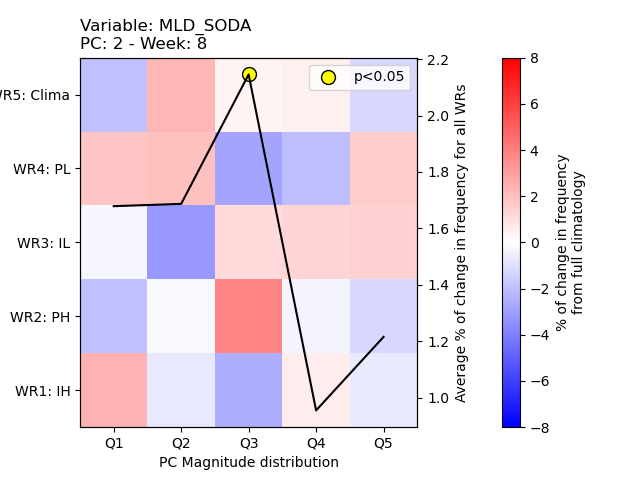 Variable: MLD_SODA
PC: 2 - Week: 8
p<0.05
WR5: Clima
WR4: PL
WR3: IL
WR2: PH
WR1: IH
Q1
Q2
Q3
Q4
Q5
PC Magnitude distribution
2.2
2.0
1.8
1.6
1.4
1.2
1.0
Average % of change in frequency for all WRs
8
6
4
2
0
−2
−4
−6
−8
% of change in frequency
from full climatology